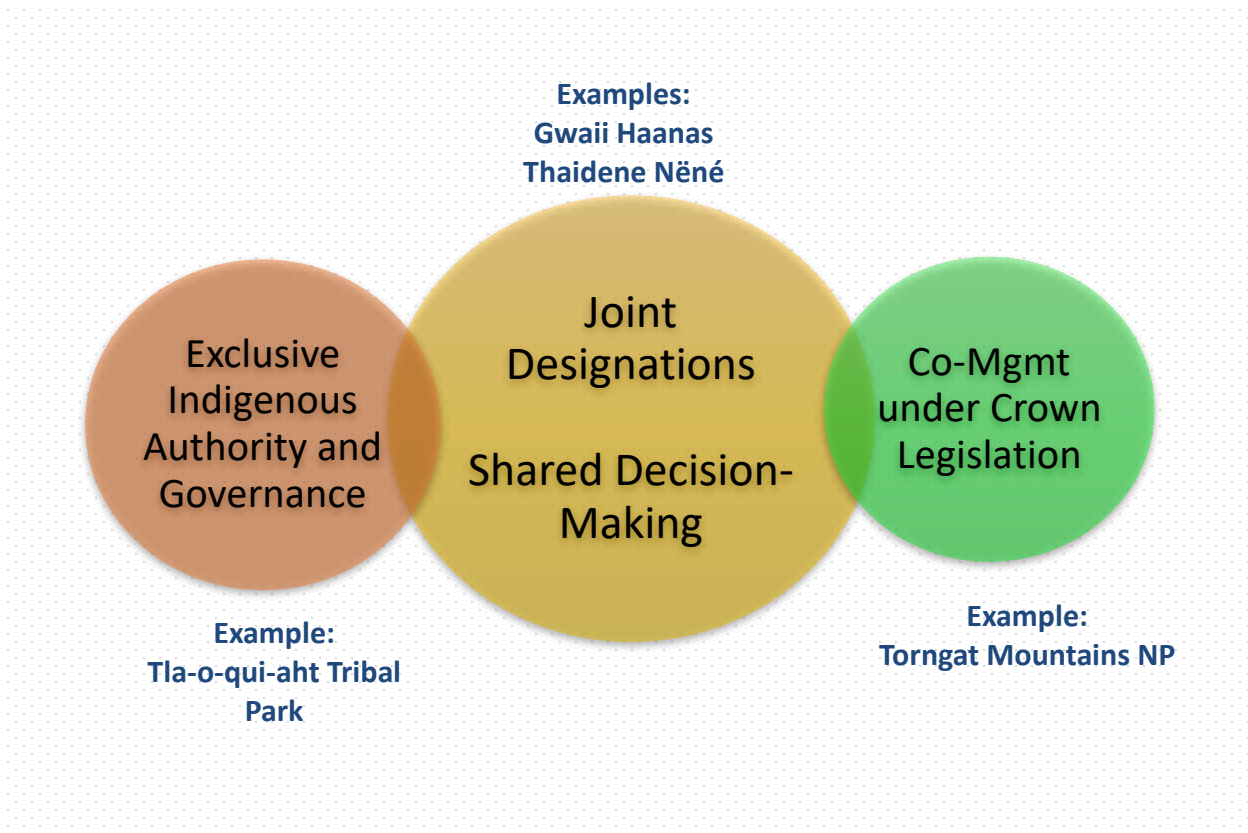 Examples:
Gwaii Haanas
Thaidene Nëné
Exclusive
Indigenous
Authority and
Governance
Joint
Designations
Shared Decision-
Making
Co-Mgmt
under Crown
Legislation
Example:
Tla-o-qui-aht Tribal
Park
Example:
Torngat Mountains NP